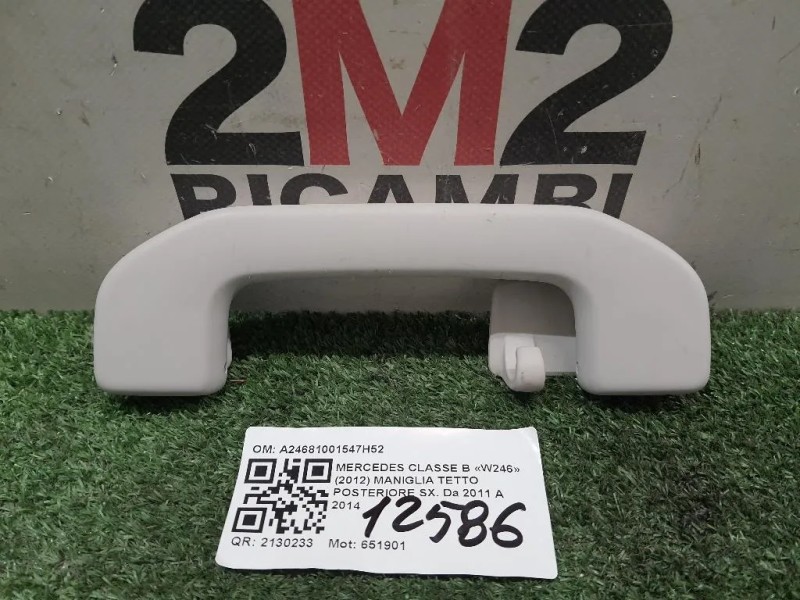 2M2
RICAMBI
OM: A24681001547H52
MERCEDES CLASSE B «W246»
(2012) MANIGLIA TETTO
POSTERIORE SX. Da 2011 A
2014
12586
QR: 2130233 Mot: 651901